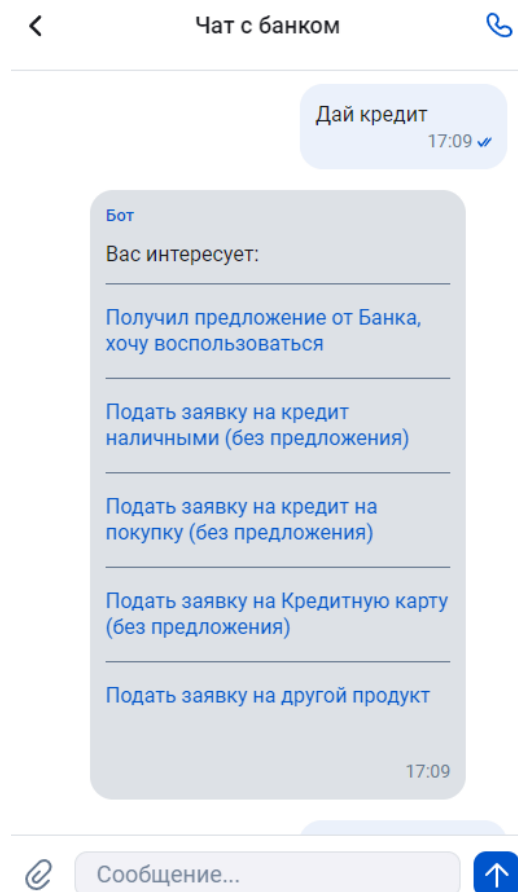 Чат с банком
Дай кредит
17:09
Бот
Вас интересует:
Получил предложение от Банка,
хочу воспользоваться
Подать заявку на кредит
наличными (без предложения)
Подать заявку на кредит на
покупку (без предложения)
Подать заявку на Кредитную карту
(без предложения)
Подать заявку на другой продукт
17:09
Сообщение...